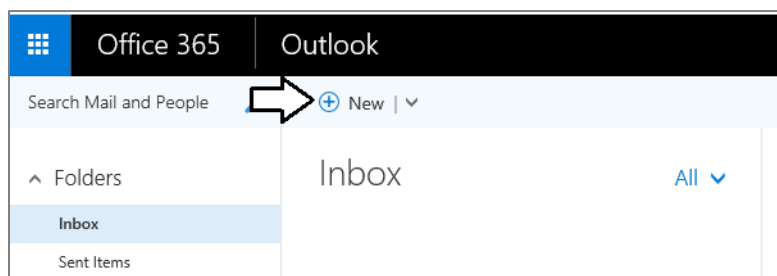 Office 365 Outlook
Search Mail and People New
Inbox All
Folders
Inbox
Sent Items